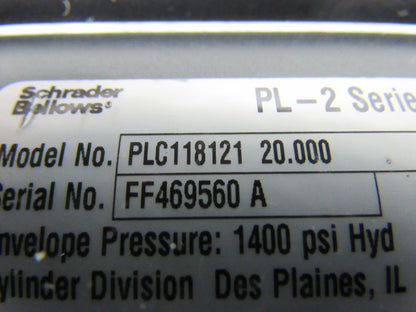 Schrader
Bellows®
PL-2 Serie
Model No. PLC118121 20.000
Serial No. FF469560 A
nvelope Pressure: 1400 psi Hyd
ylinder Division Des Plaines, IL